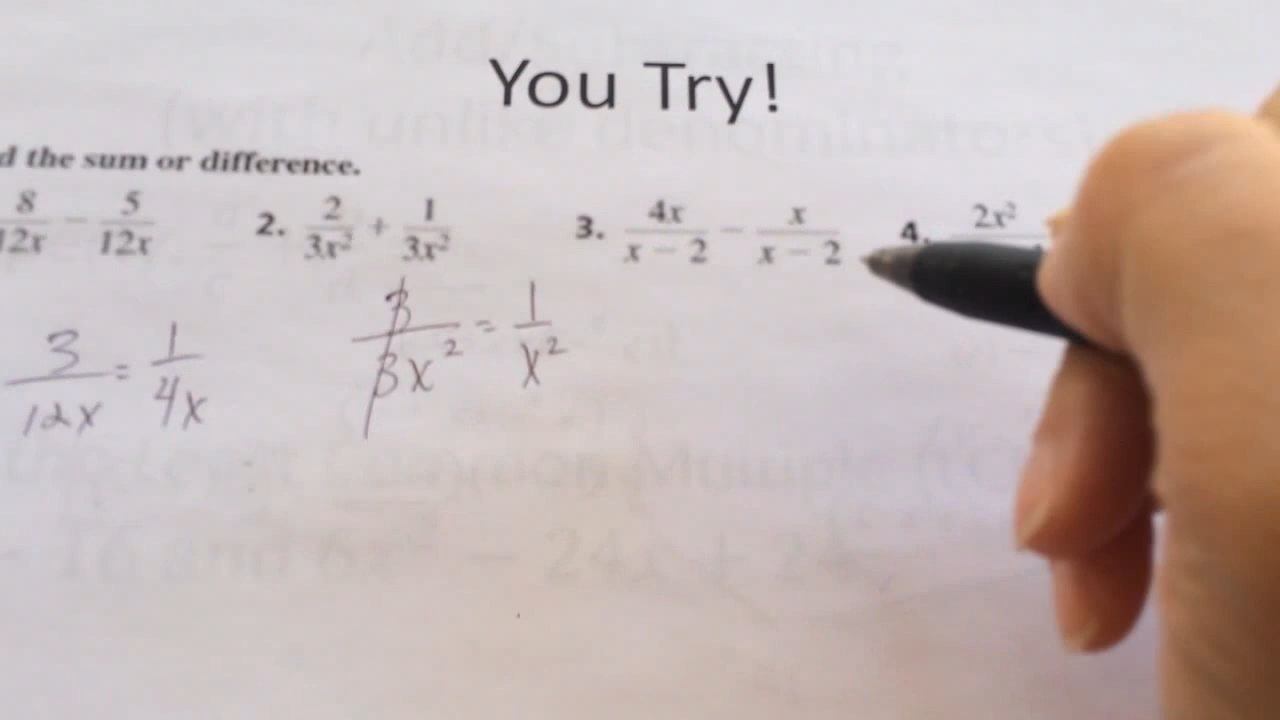 You Try!
d the sum or difference.
8/12x − 5/12x
2. 2/3x² + 1/3x²
3. 4x/x − 2 − x/x − 2
4. 2x²
3/12x = 1/4x
3/3x² = 1/x²